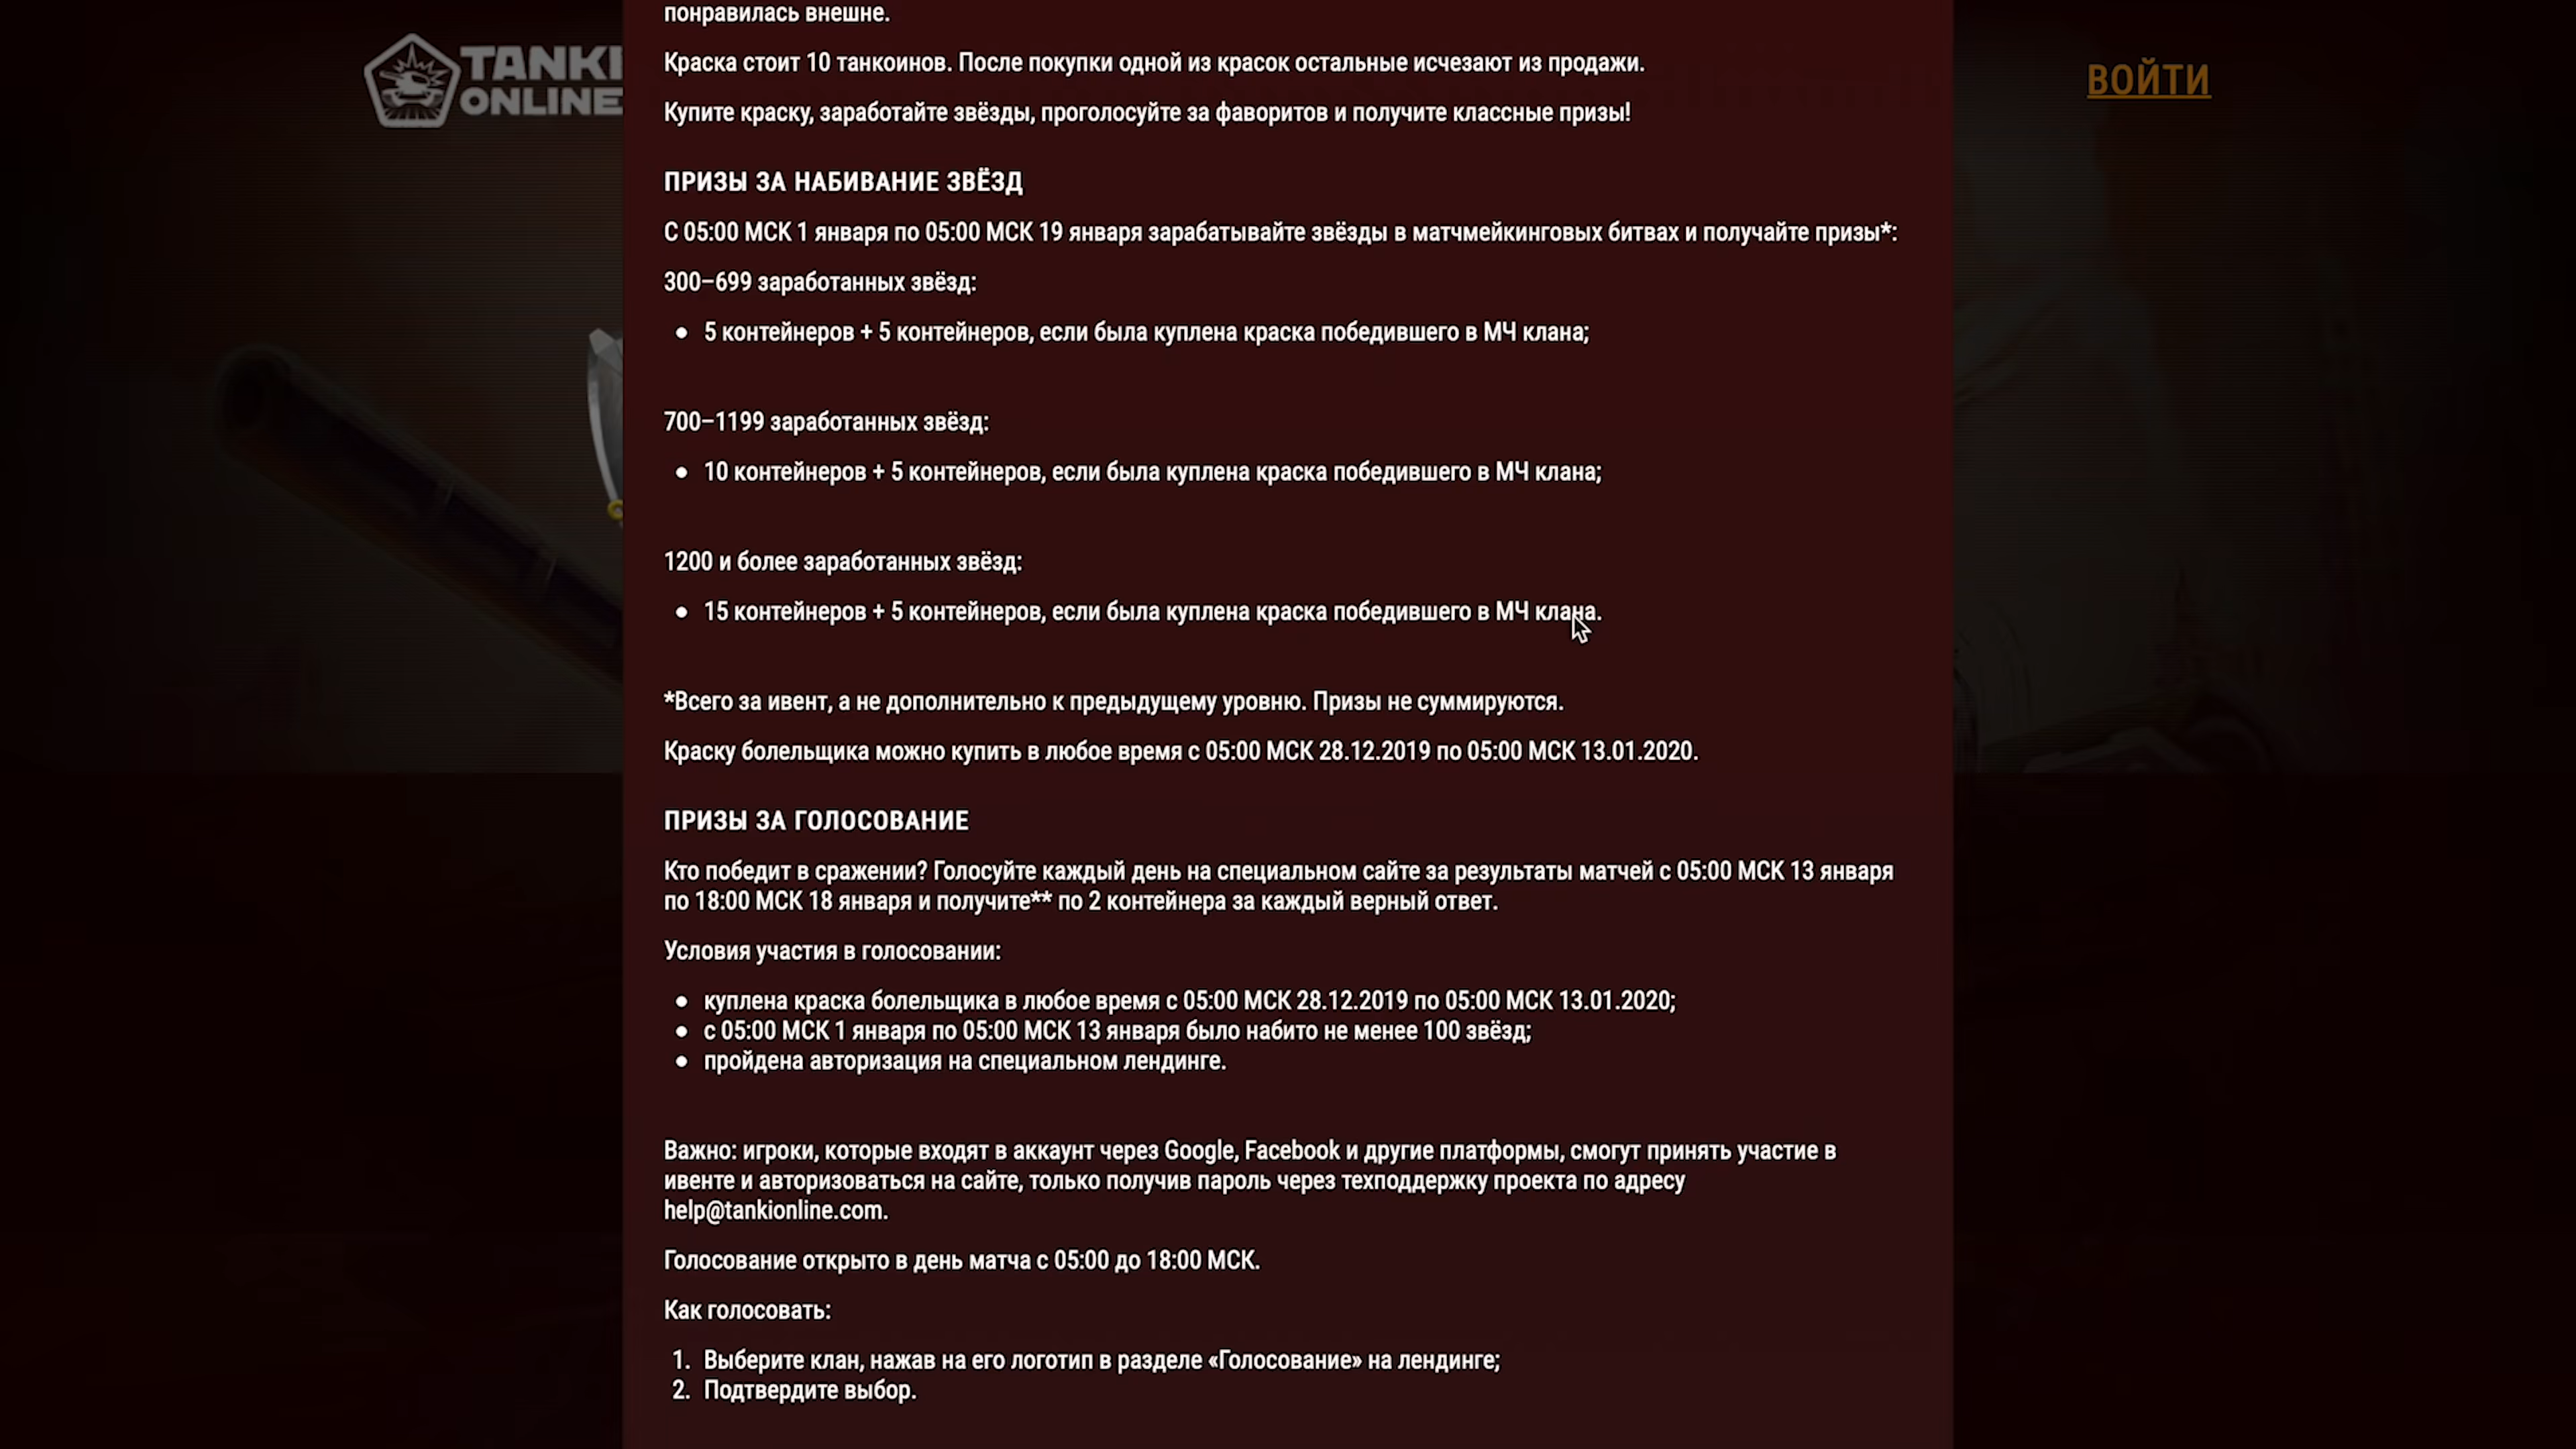 понравилась внешне.
TANKI
ONLINE
ВОЙТИ
Краска стоит 10 танкоинов. После покупки одной из красок остальные исчезают из продажи.
Купите краску, заработайте звёзды, проголосуйте за фаворитов и получите классные призы!
ПРИЗЫ ЗА НАБИВАНИЕ ЗВЁЗД
С 05:00 МСК 1 января по 05:00 МСК 19 января зарабатывайте звёзды в матчмейкинговых битвах и получайте призы*:
300–699 заработанных звёзд:
• 5 контейнеров + 5 контейнеров, если была куплена краска победившего в МЧ клана;
700–1199 заработанных звёзд:
• 10 контейнеров + 5 контейнеров, если была куплена краска победившего в МЧ клана;
1200 и более заработанных звёзд:
• 15 контейнеров + 5 контейнеров, если была куплена краска победившего в МЧ клана.
*Всего за ивент, а не дополнительно к предыдущему уровню. Призы не суммируются.
Краску болельщика можно купить в любое время с 05:00 МСК 28.12.2019 по 05:00 МСК 13.01.2020.
ПРИЗЫ ЗА ГОЛОСОВАНИЕ
Кто победит в сражении? Голосуйте каждый день на специальном сайте за результаты матчей с 05:00 МСК 13 января
по 18:00 МСК 18 января и получите** по 2 контейнера за каждый верный ответ.
Условия участия в голосовании:
• куплена краска болельщика в любое время с 05:00 МСК 28.12.2019 по 05:00 МСК 13.01.2020;
• с 05:00 МСК 1 января по 05:00 МСК 13 января было набито не менее 100 звёзд;
• пройдена авторизация на специальном лендинге.
Важно: игроки, которые входят в аккаунт через Google, Facebook и другие платформы, смогут принять участие в
ивенте и авторизоваться на сайте, только получив пароль через техподдержку проекта по адресу
help@tankionline.com.
Голосование открыто в день матча с 05:00 до 18:00 МСК.
Как голосовать:
1. Выберите клан, нажав на его логотип в разделе «Голосование» на лендинге;
2. Подтвердите выбор.